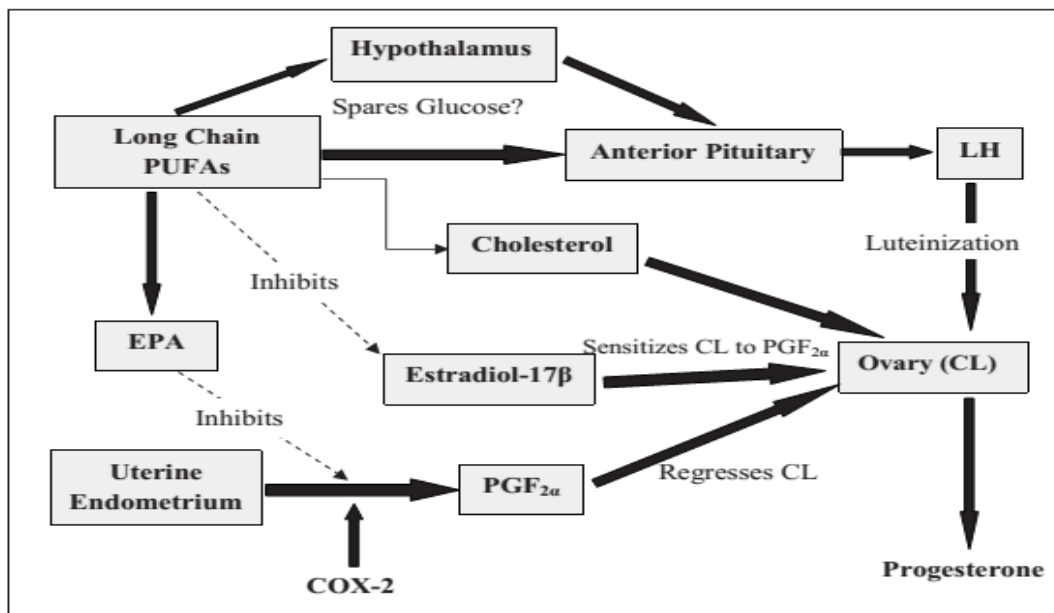 Hypothalamus
Spares Glucose?
Long Chain
PUFAs
Anterior Pituitary
LH
Cholesterol
Luteinization
Inhibits
EPA
Sensitizes CL to PGF₂α
Estradiol-17β
Ovary (CL)
Inhibits
Uterine
Endometrium
PGF₂α
Regresses CL
COX-2
Progesterone